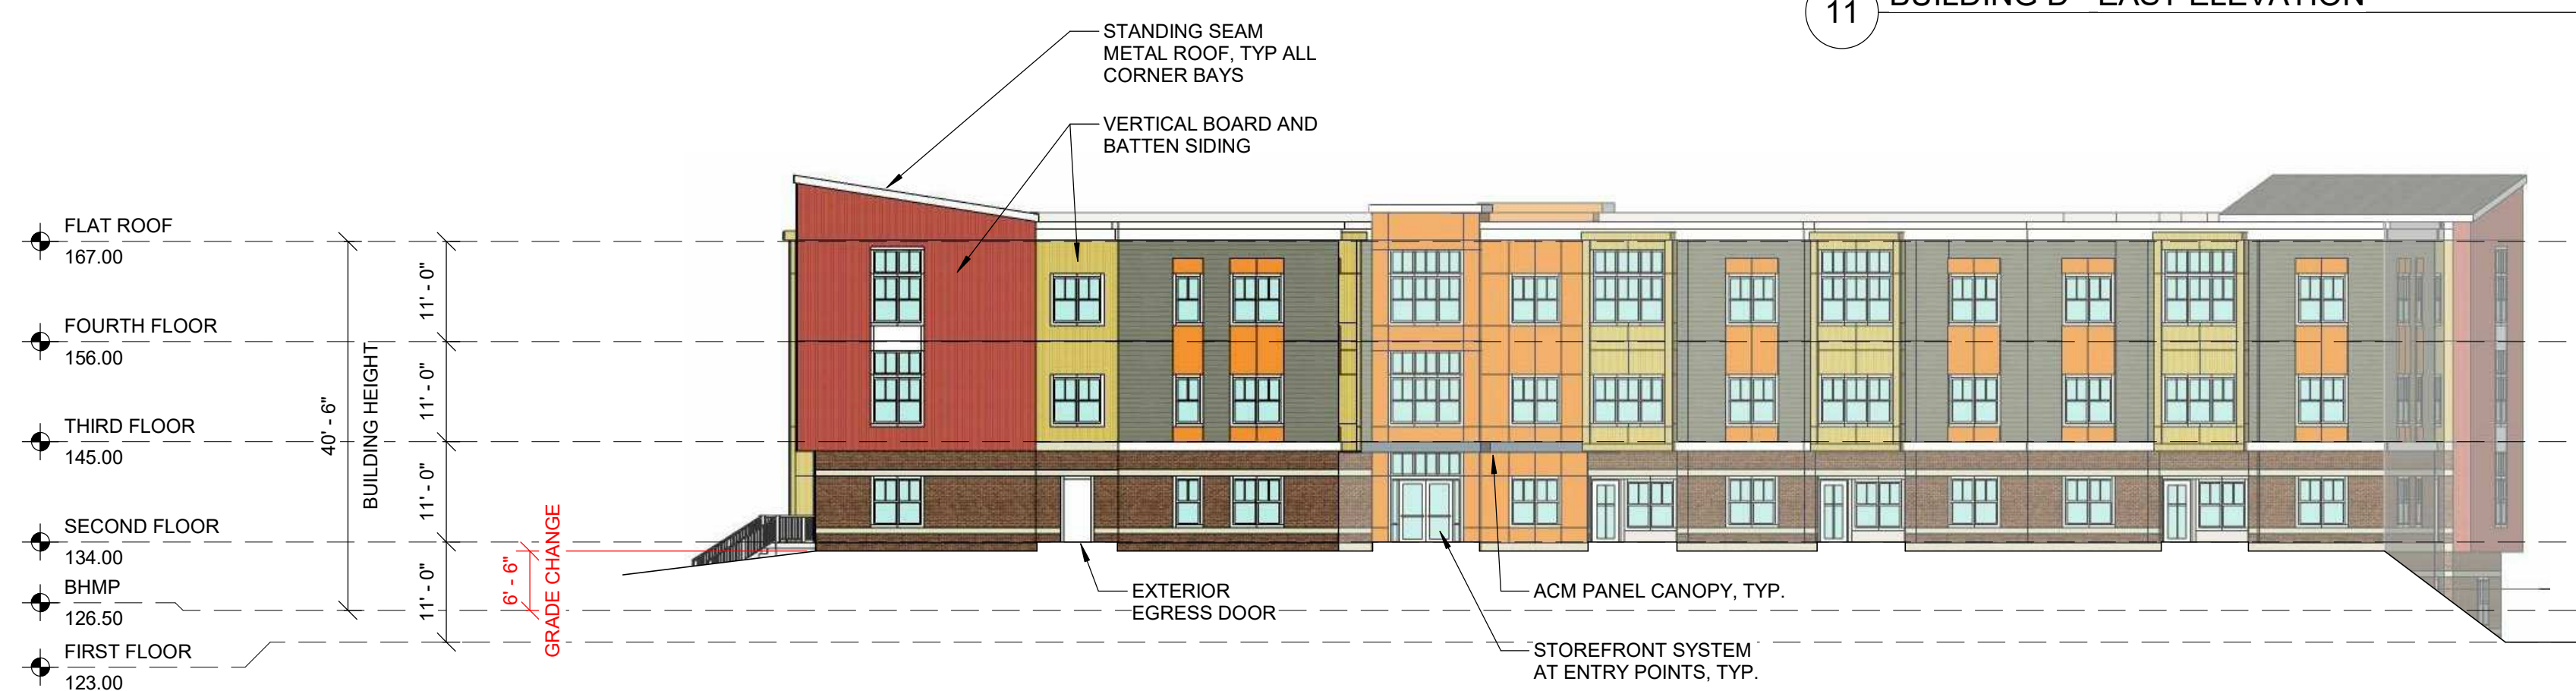 11
BUILDING B - EAST ELEVATION
STANDING SEAM
METAL ROOF, TYP ALL
CORNER BAYS
VERTICAL BOARD AND
BATTEN SIDING
FLAT ROOF
167.00
FOURTH FLOOR
156.00
THIRD FLOOR
145.00
SECOND FLOOR
134.00
BHMP
126.50
FIRST FLOOR
123.00
40' - 6"
BUILDING HEIGHT
11' - 0"
11' - 0"
11' - 0"
11' - 0"
6' - 6"
GRADE CHANGE
EXTERIOR
EGRESS DOOR
ACM PANEL CANOPY, TYP.
STOREFRONT SYSTEM
AT ENTRY POINTS, TYP.